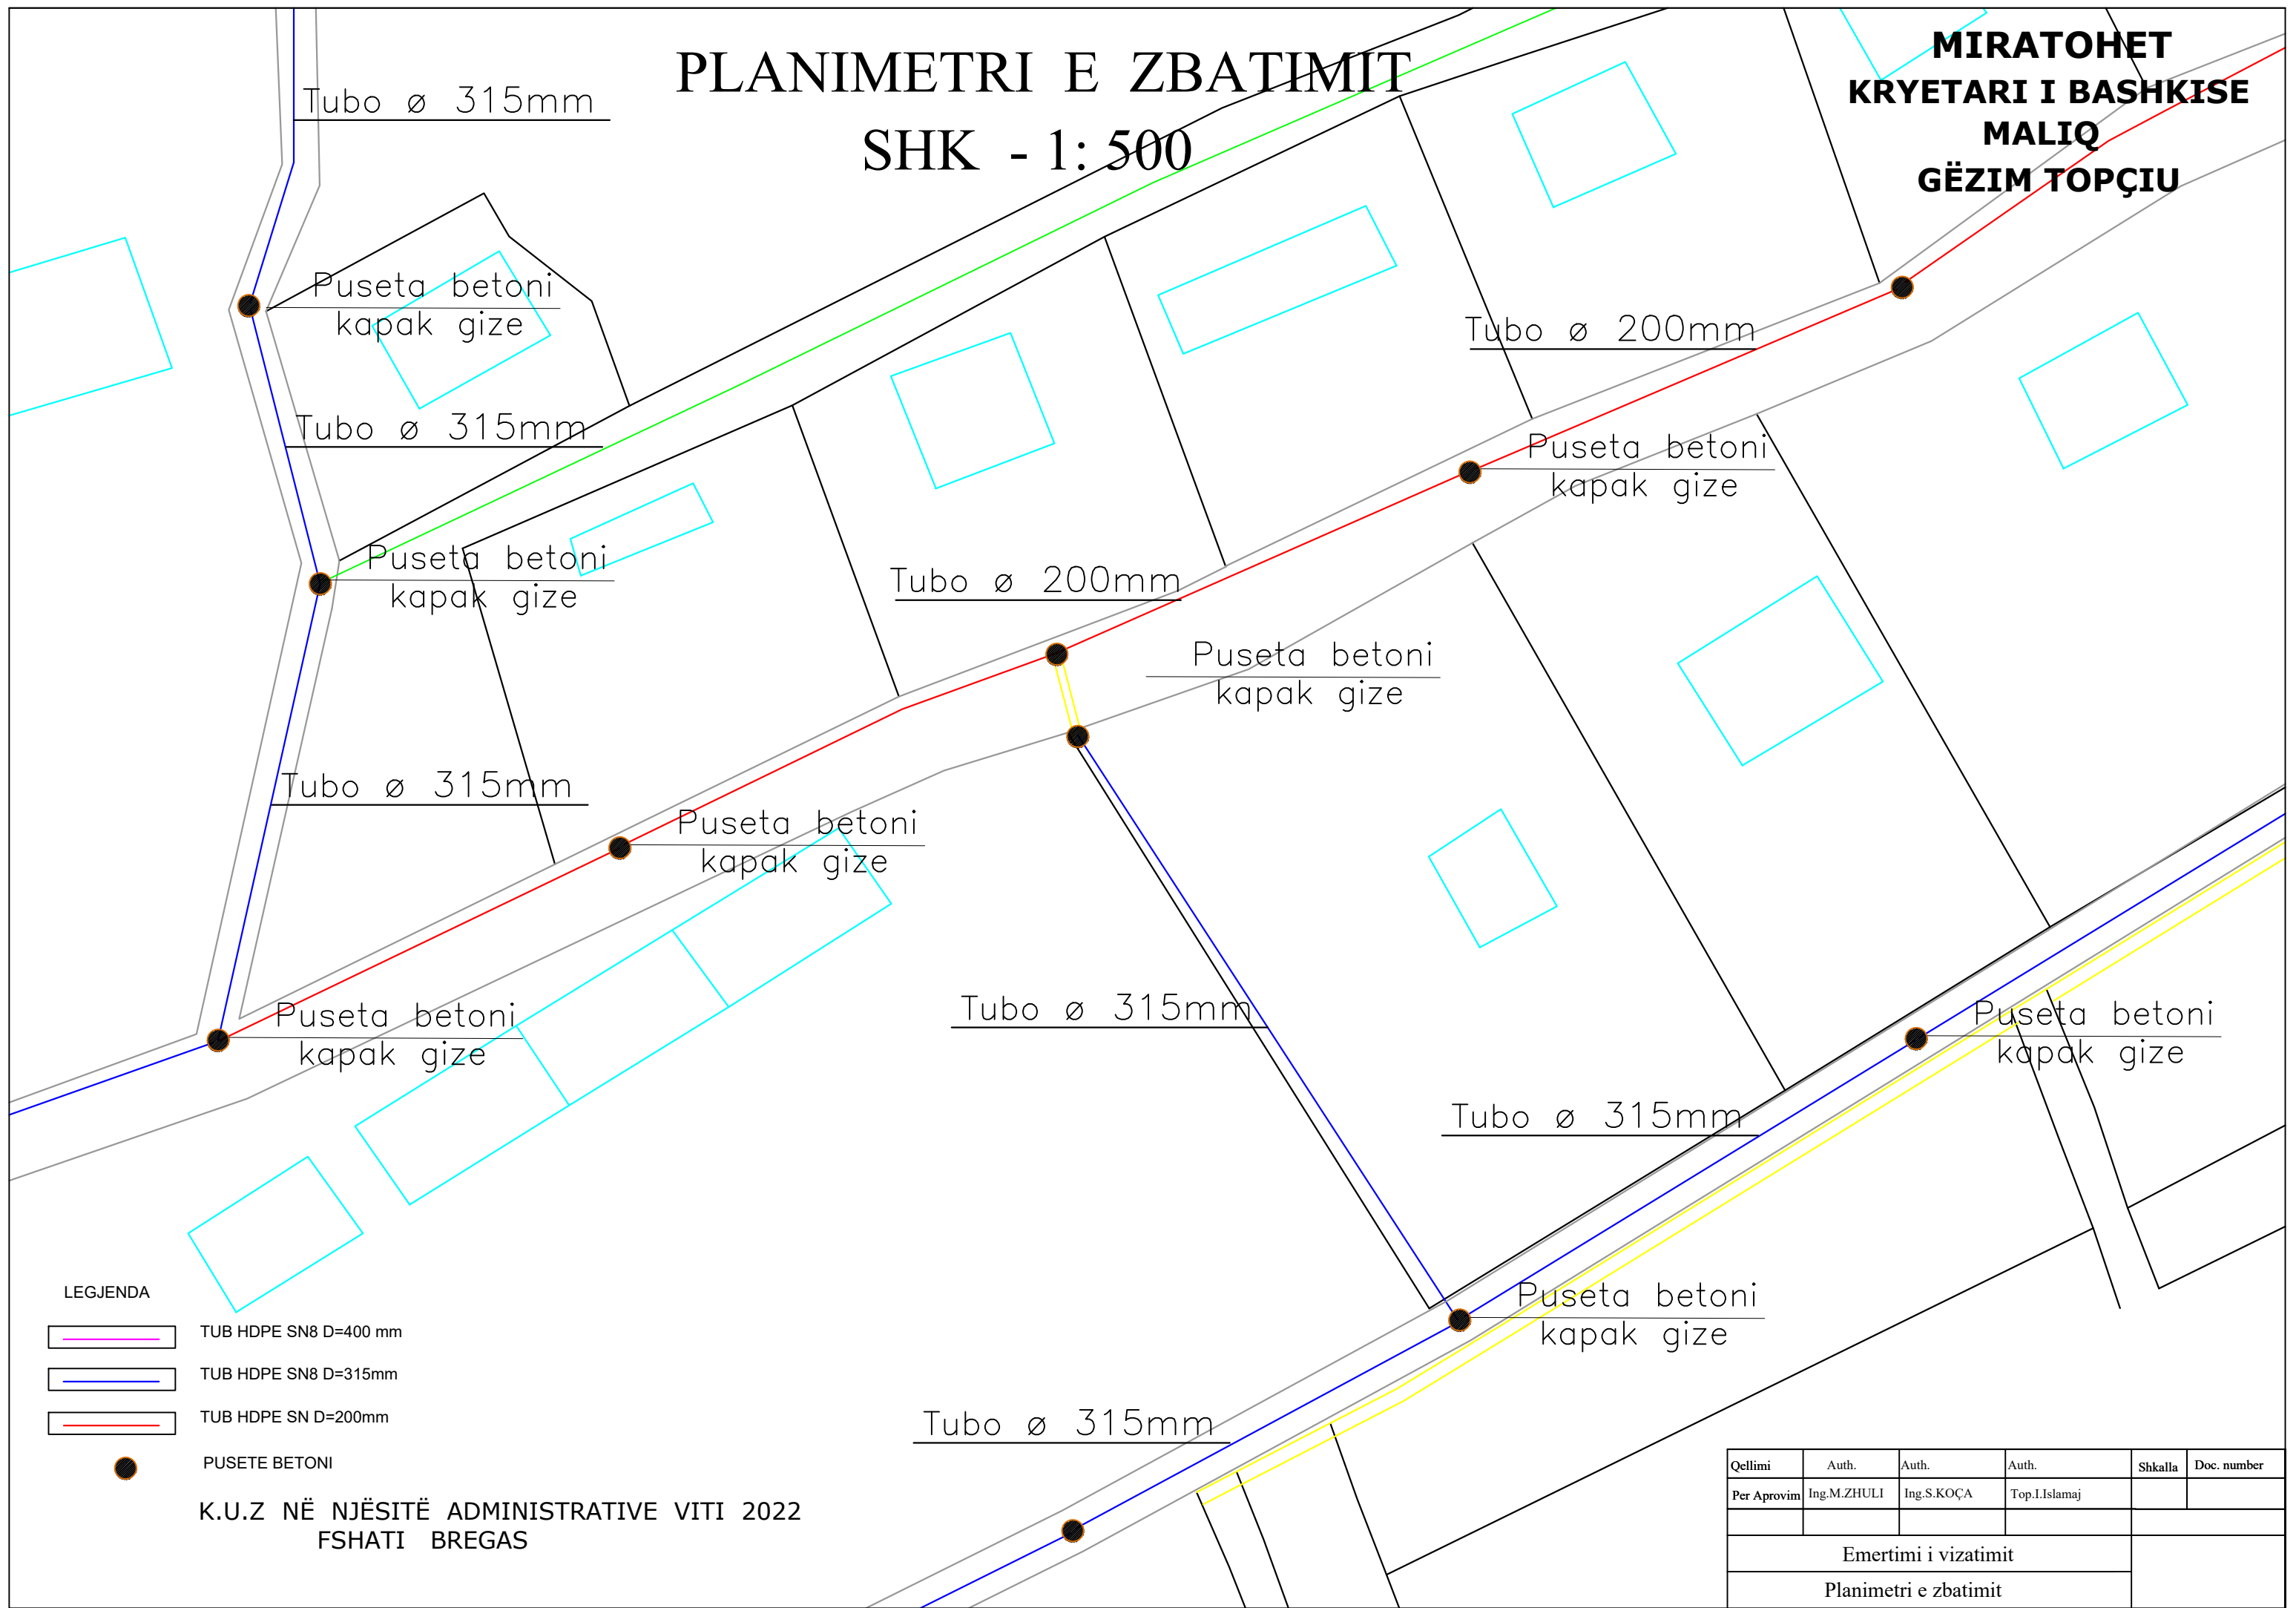 PLANIMETRI E ZBATIMIT
SHK - 1: 500
MIRATOHET
KRYETARI I BASHKISE
MALIQ
GËZIM TOPÇIU
Tubo ø 315mm
Puseta betoni
kapak gize
Tubo ø 200mm
Tubo ø 315mm
Puseta betoni
kapak gize
Puseta betoni
kapak gize
Tubo ø 200mm
Puseta betoni
kapak gize
Tubo ø 315mm
Puseta betoni
kapak gize
Tubo ø 315mm
Puseta betoni
kapak gize
Puseta betoni
kapak gize
Tubo ø 315mm
Puseta betoni
kapak gize
Tubo ø 315mm
LEGJENDA
TUB HDPE SN8 D=400 mm
TUB HDPE SN8 D=315mm
TUB HDPE SN D=200mm
PUSETE BETONI
K.U.Z NË NJËSITË ADMINISTRATIVE VITI 2022
FSHATI BREGAS
Qellimi Auth. Auth. Auth. Shkalla Doc. number
Per Aprovim Ing.M.ZHULI Ing.S.KOÇA Top.I.Islamaj
Emertimi i vizatimit
Planimetri e zbatimit